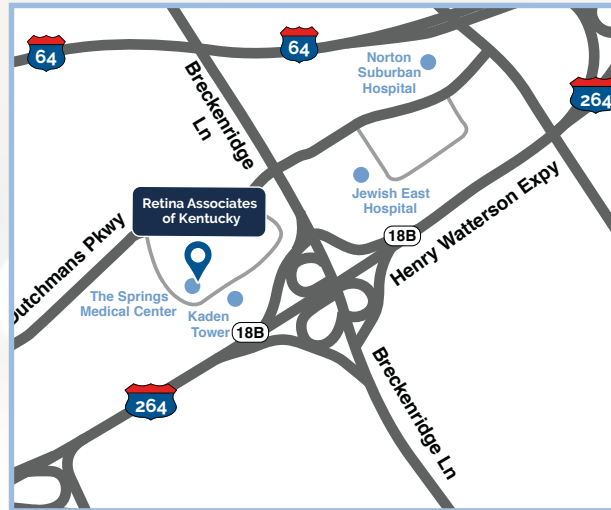 64
64
Norton
Suburban
Hospital
264
Breckenridge
Ln
Jewish East
Hospital
Retina Associates
of Kentucky
18B
Henry Watterson Expy
Dutchmans Pkwy
The Springs
Medical Center
Kaden
Tower
18B
264
Breckenridge Ln